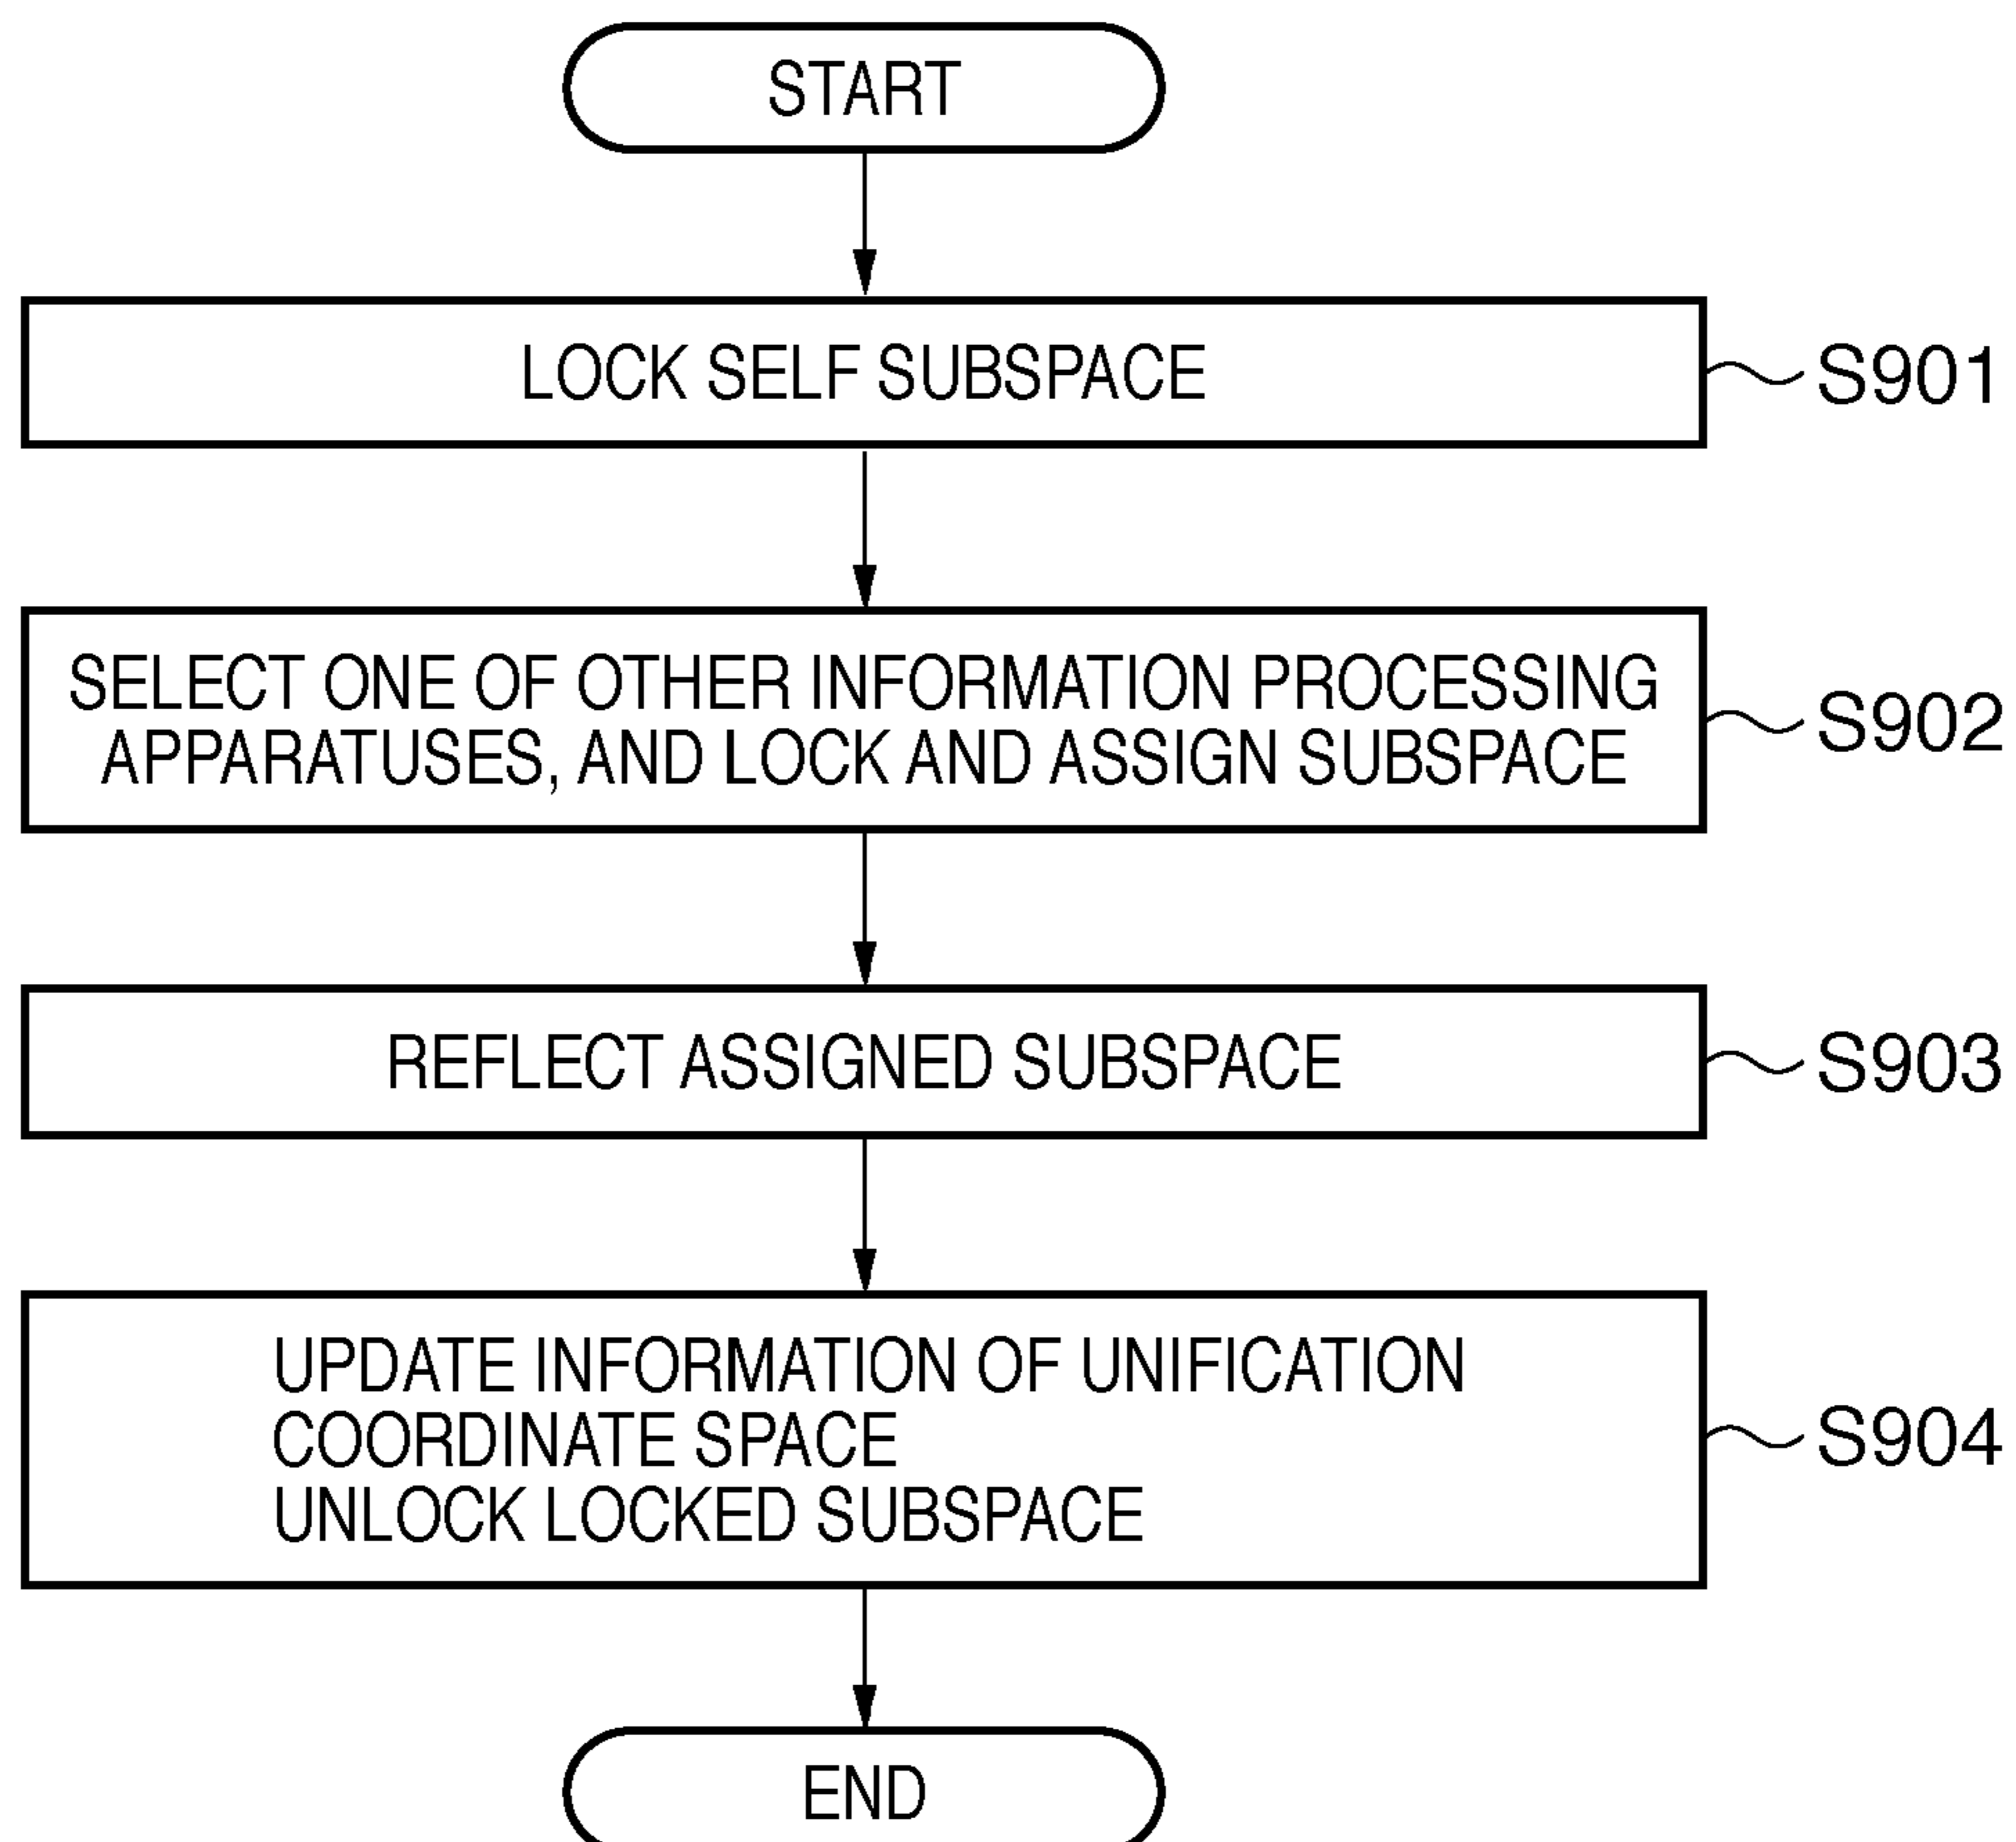 START
LOCK SELF SUBSPACE
S901
SELECT ONE OF OTHER INFORMATION PROCESSING
APPARATUSES, AND LOCK AND ASSIGN SUBSPACE
S902
REFLECT ASSIGNED SUBSPACE
S903
UPDATE INFORMATION OF UNIFICATION
COORDINATE SPACE
UNLOCK LOCKED SUBSPACE
S904
END